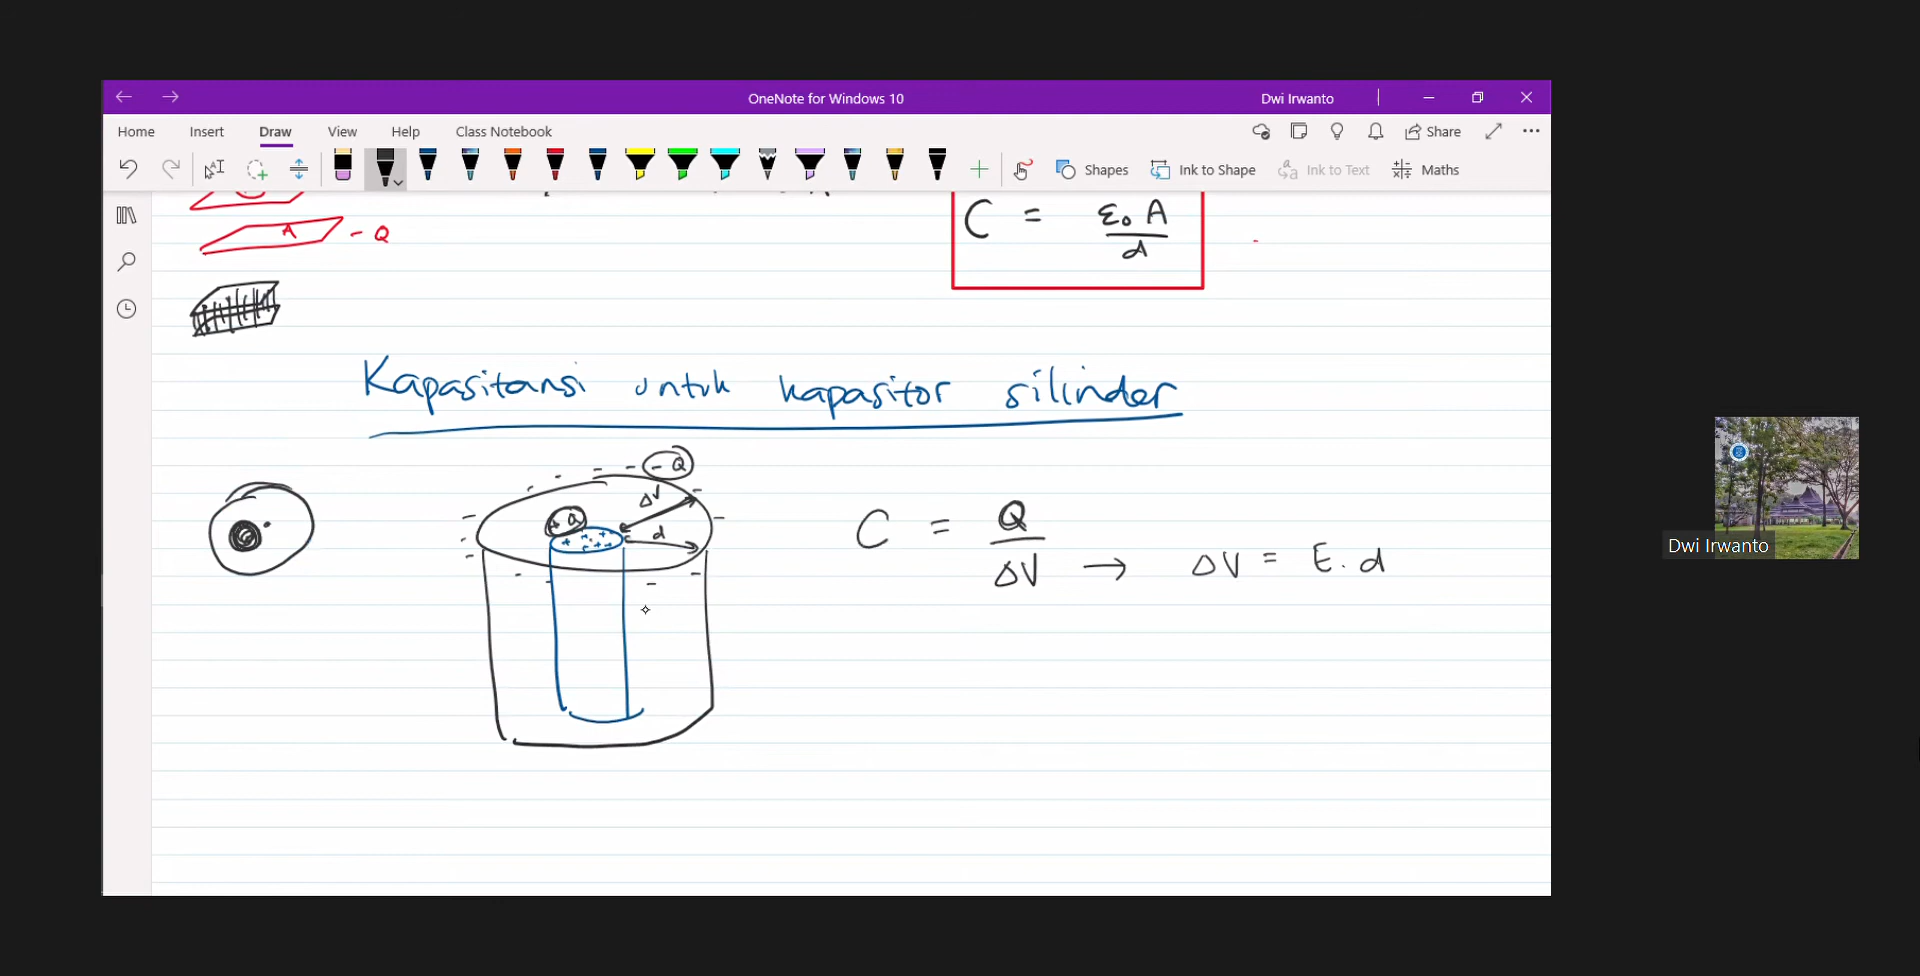 OneNote for Windows 10
Dwi Irwanto
Home Insert Draw View Help Class Notebook
Share
Shapes Ink to Shape Ink to Text Maths
A - Q
C = ε₀ A / d
Kapasitansi untuk kapasitor silinder
- Q
ΔV
+ Q
d
C = Q / ΔV → ΔV = E . d
Dwi Irwanto